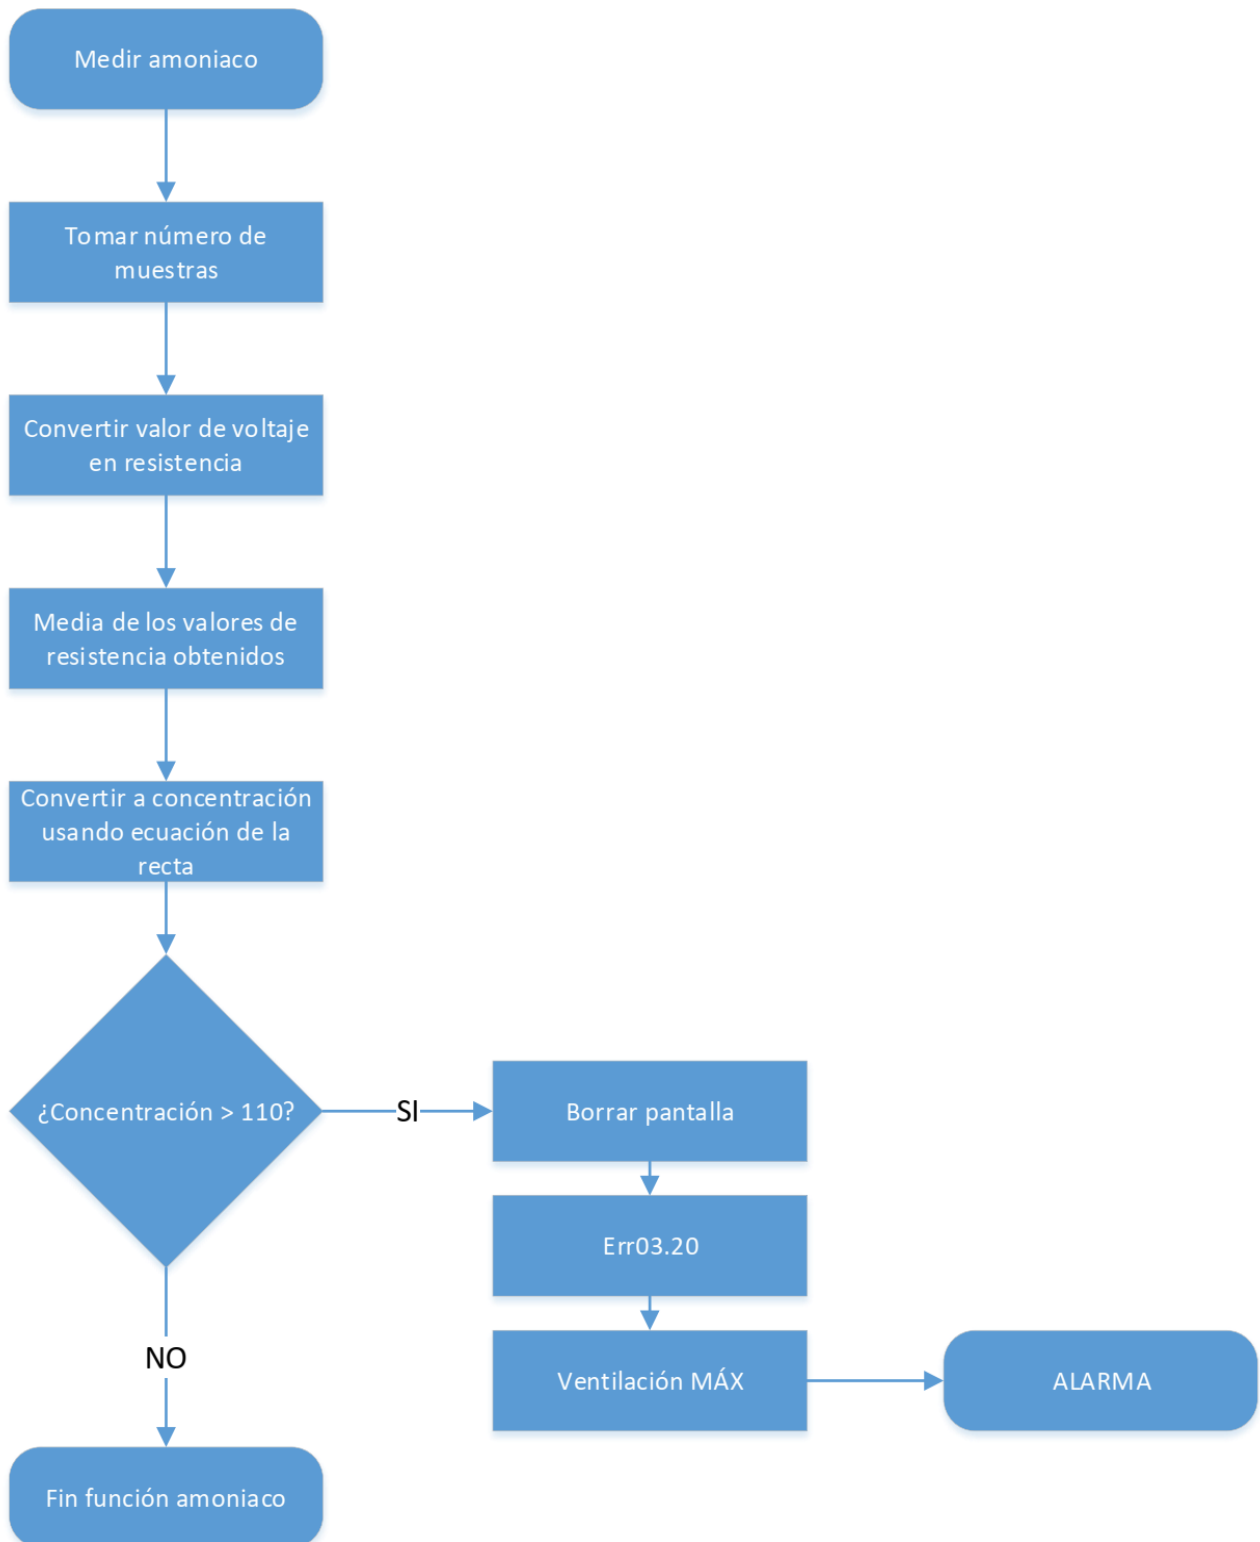 Medir amoniaco
Tomar número de
muestras
Convertir valor de voltaje
en resistencia
Media de los valores de
resistencia obtenidos
Convertir a concentración
usando ecuación de la
recta
¿Concentración > 110?
SI
Borrar pantalla
Err03.20
Ventilación MÁX
ALARMA
NO
Fin función amoniaco